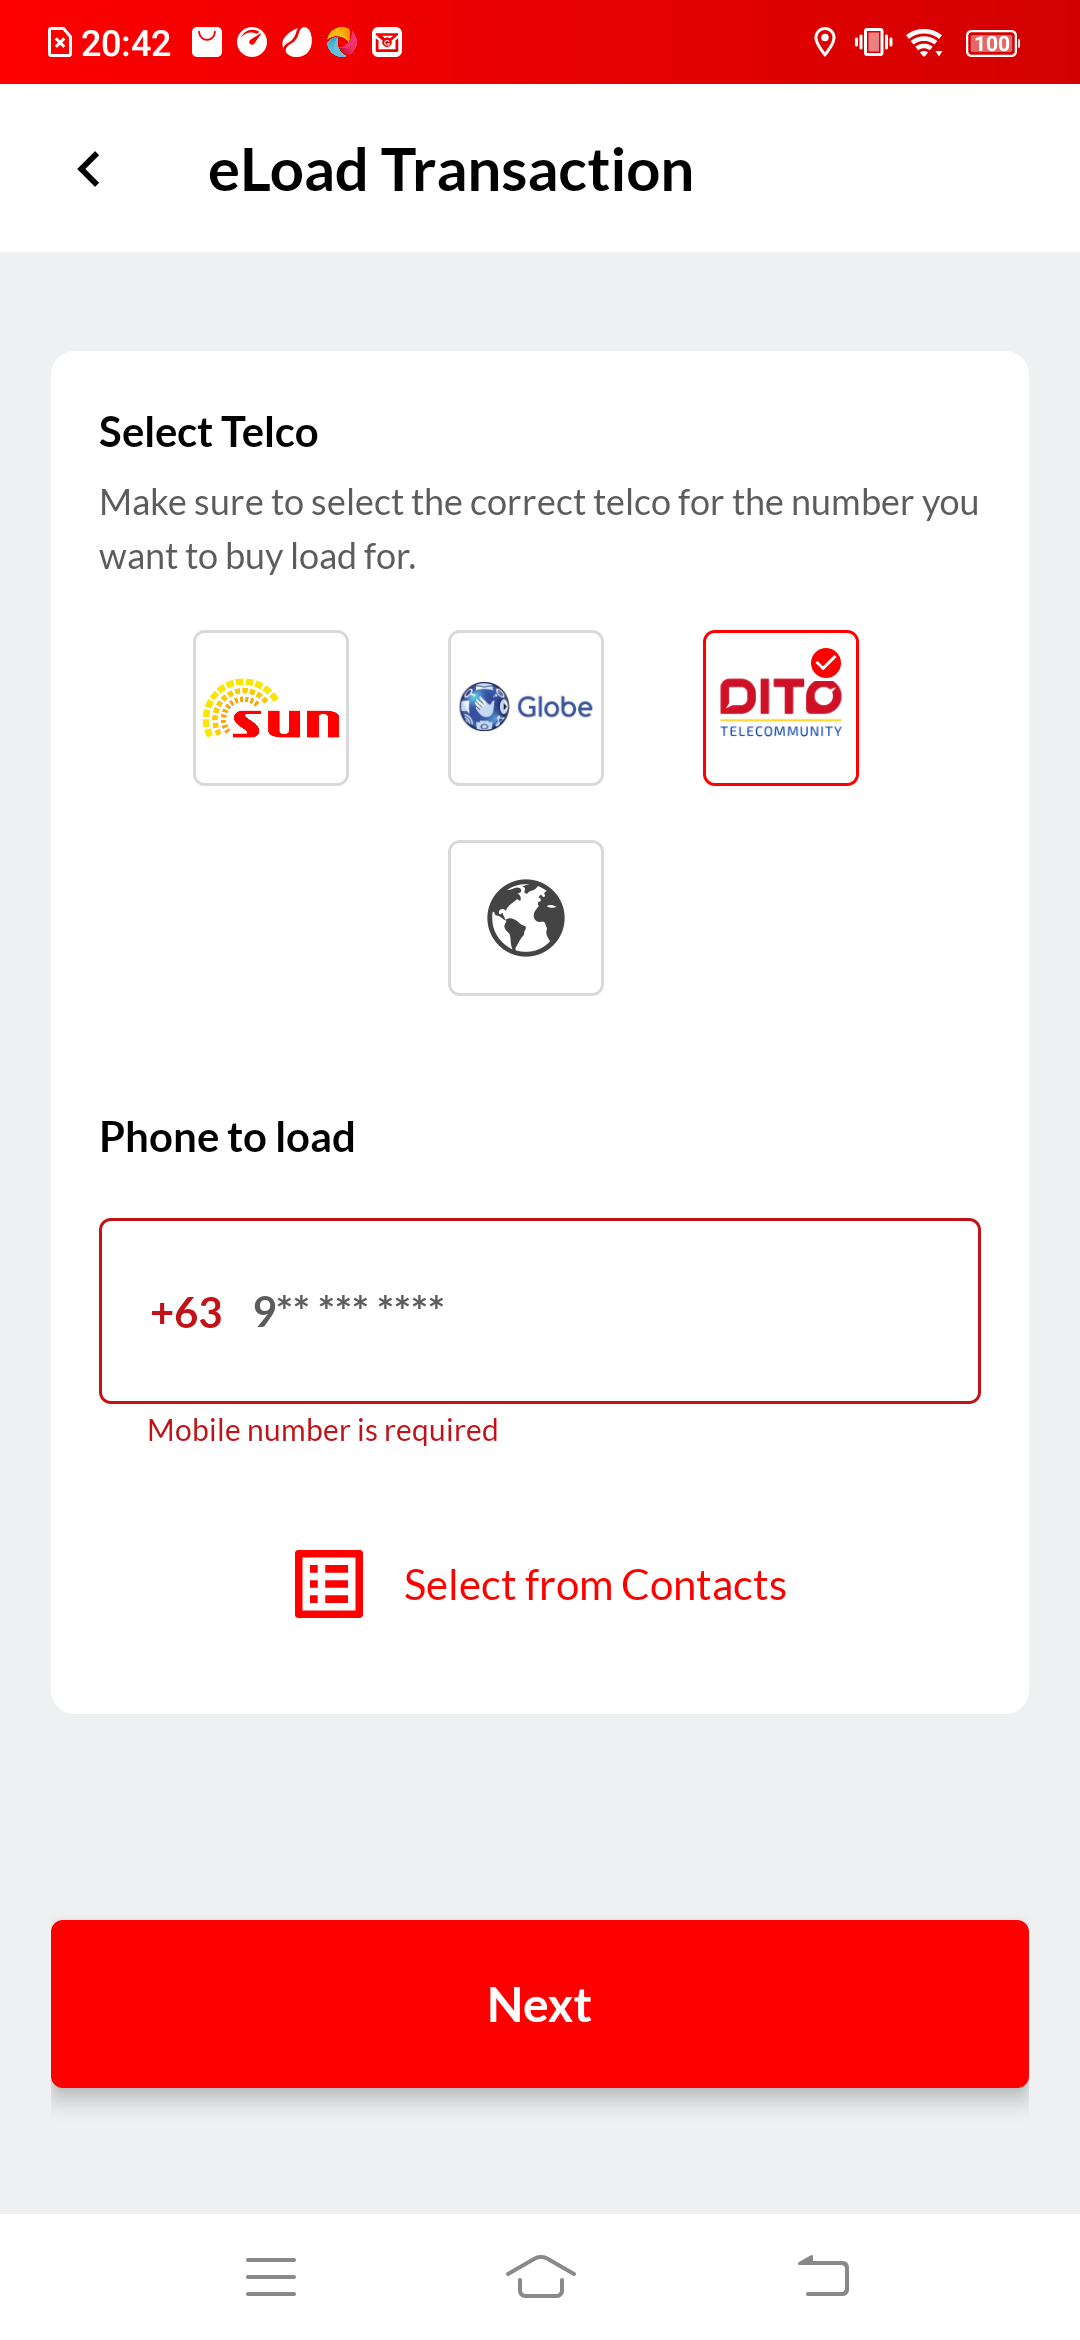 20:42
100
eLoad Transaction
Select Telco
Make sure to select the correct telco for the number you
want to buy load for.
sun
Globe
DITO
TELECOMMUNITY
Phone to load
+63 9** *** ****
Mobile number is required
Select from Contacts
Next